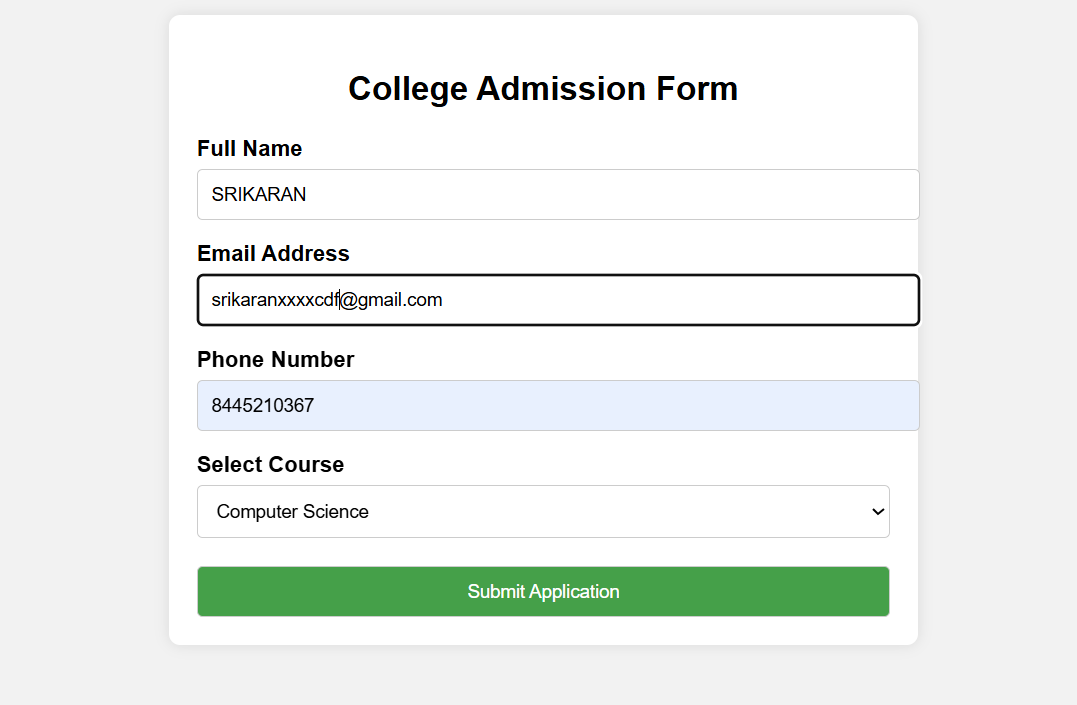 College Admission Form
Full Name
SRIKARAN
Email Address
srikaranxxxxcdf@gmail.com
Phone Number
8445210367
Select Course
Computer Science
Submit Application